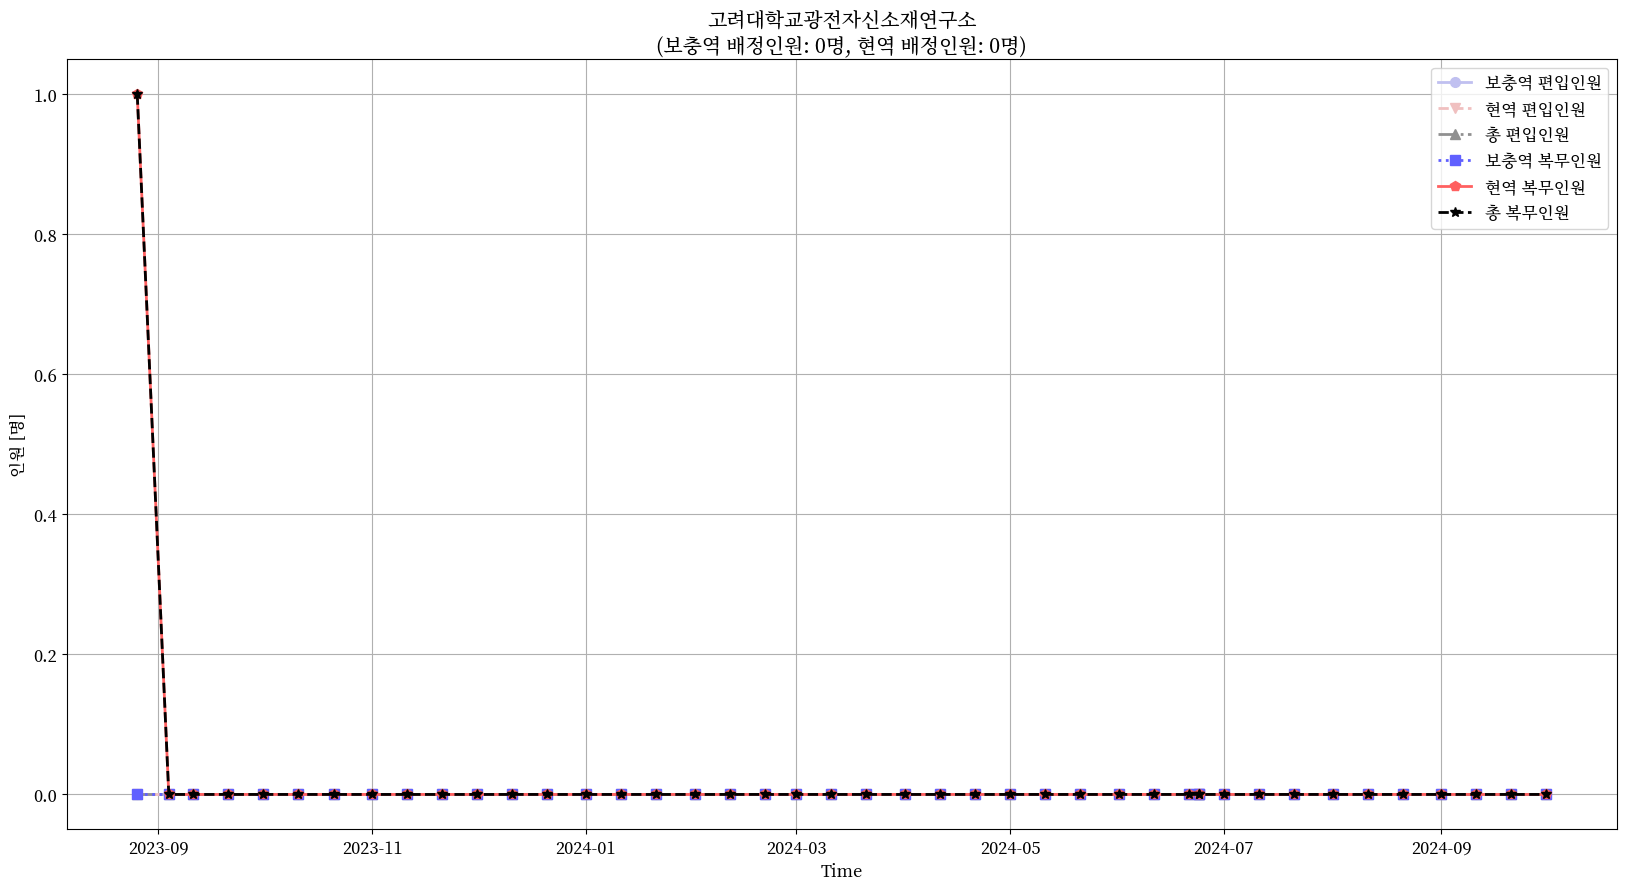 고려대학교광전자신소재연구소
(보충역 배정인원: 0명, 현역 배정인원: 0명)
보충역 편입인원
현역 편입인원
총 편입인원
보충역 복무인원
현역 복무인원
총 복무인원
인원 [명]
1.0
0.8
0.6
0.4
0.2
0.0
2023-09 2023-11 2024-01 2024-03 2024-05 2024-07 2024-09
Time